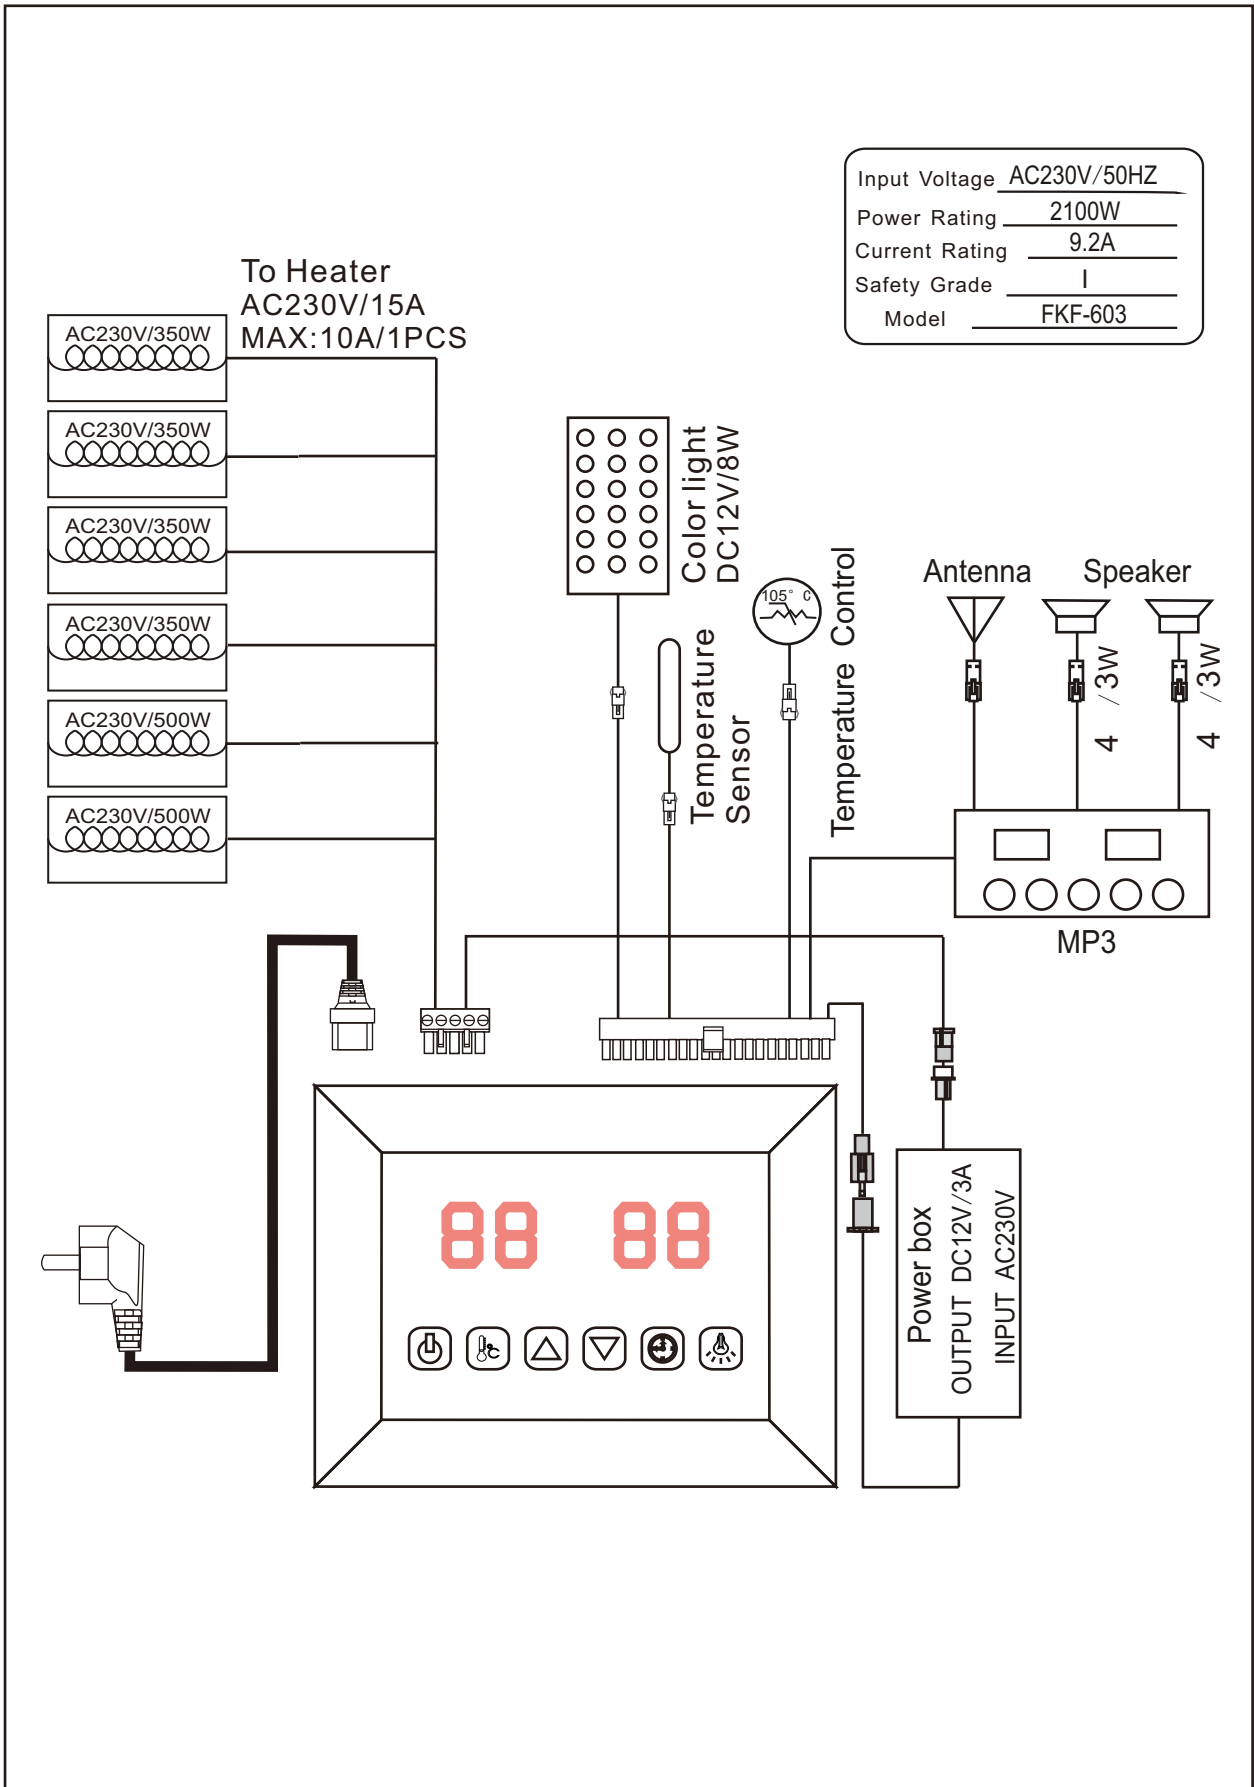 Input Voltage AC230V/50HZ
Power Rating 2100W
Current Rating 9.2A
Safety Grade I
Model FKF-603
To Heater
AC230V/15A
MAX:10A/1PCS
AC230V/350W
AC230V/350W
AC230V/350W
AC230V/350W
AC230V/500W
AC230V/500W
Color light
DC12V/8W
Temperature
Sensor
105° C
Temperature Control
Antenna
Speaker
4 /3W
4 /3W
MP3
88 88
°C
Power box
OUTPUT DC12V/3A
INPUT AC230V